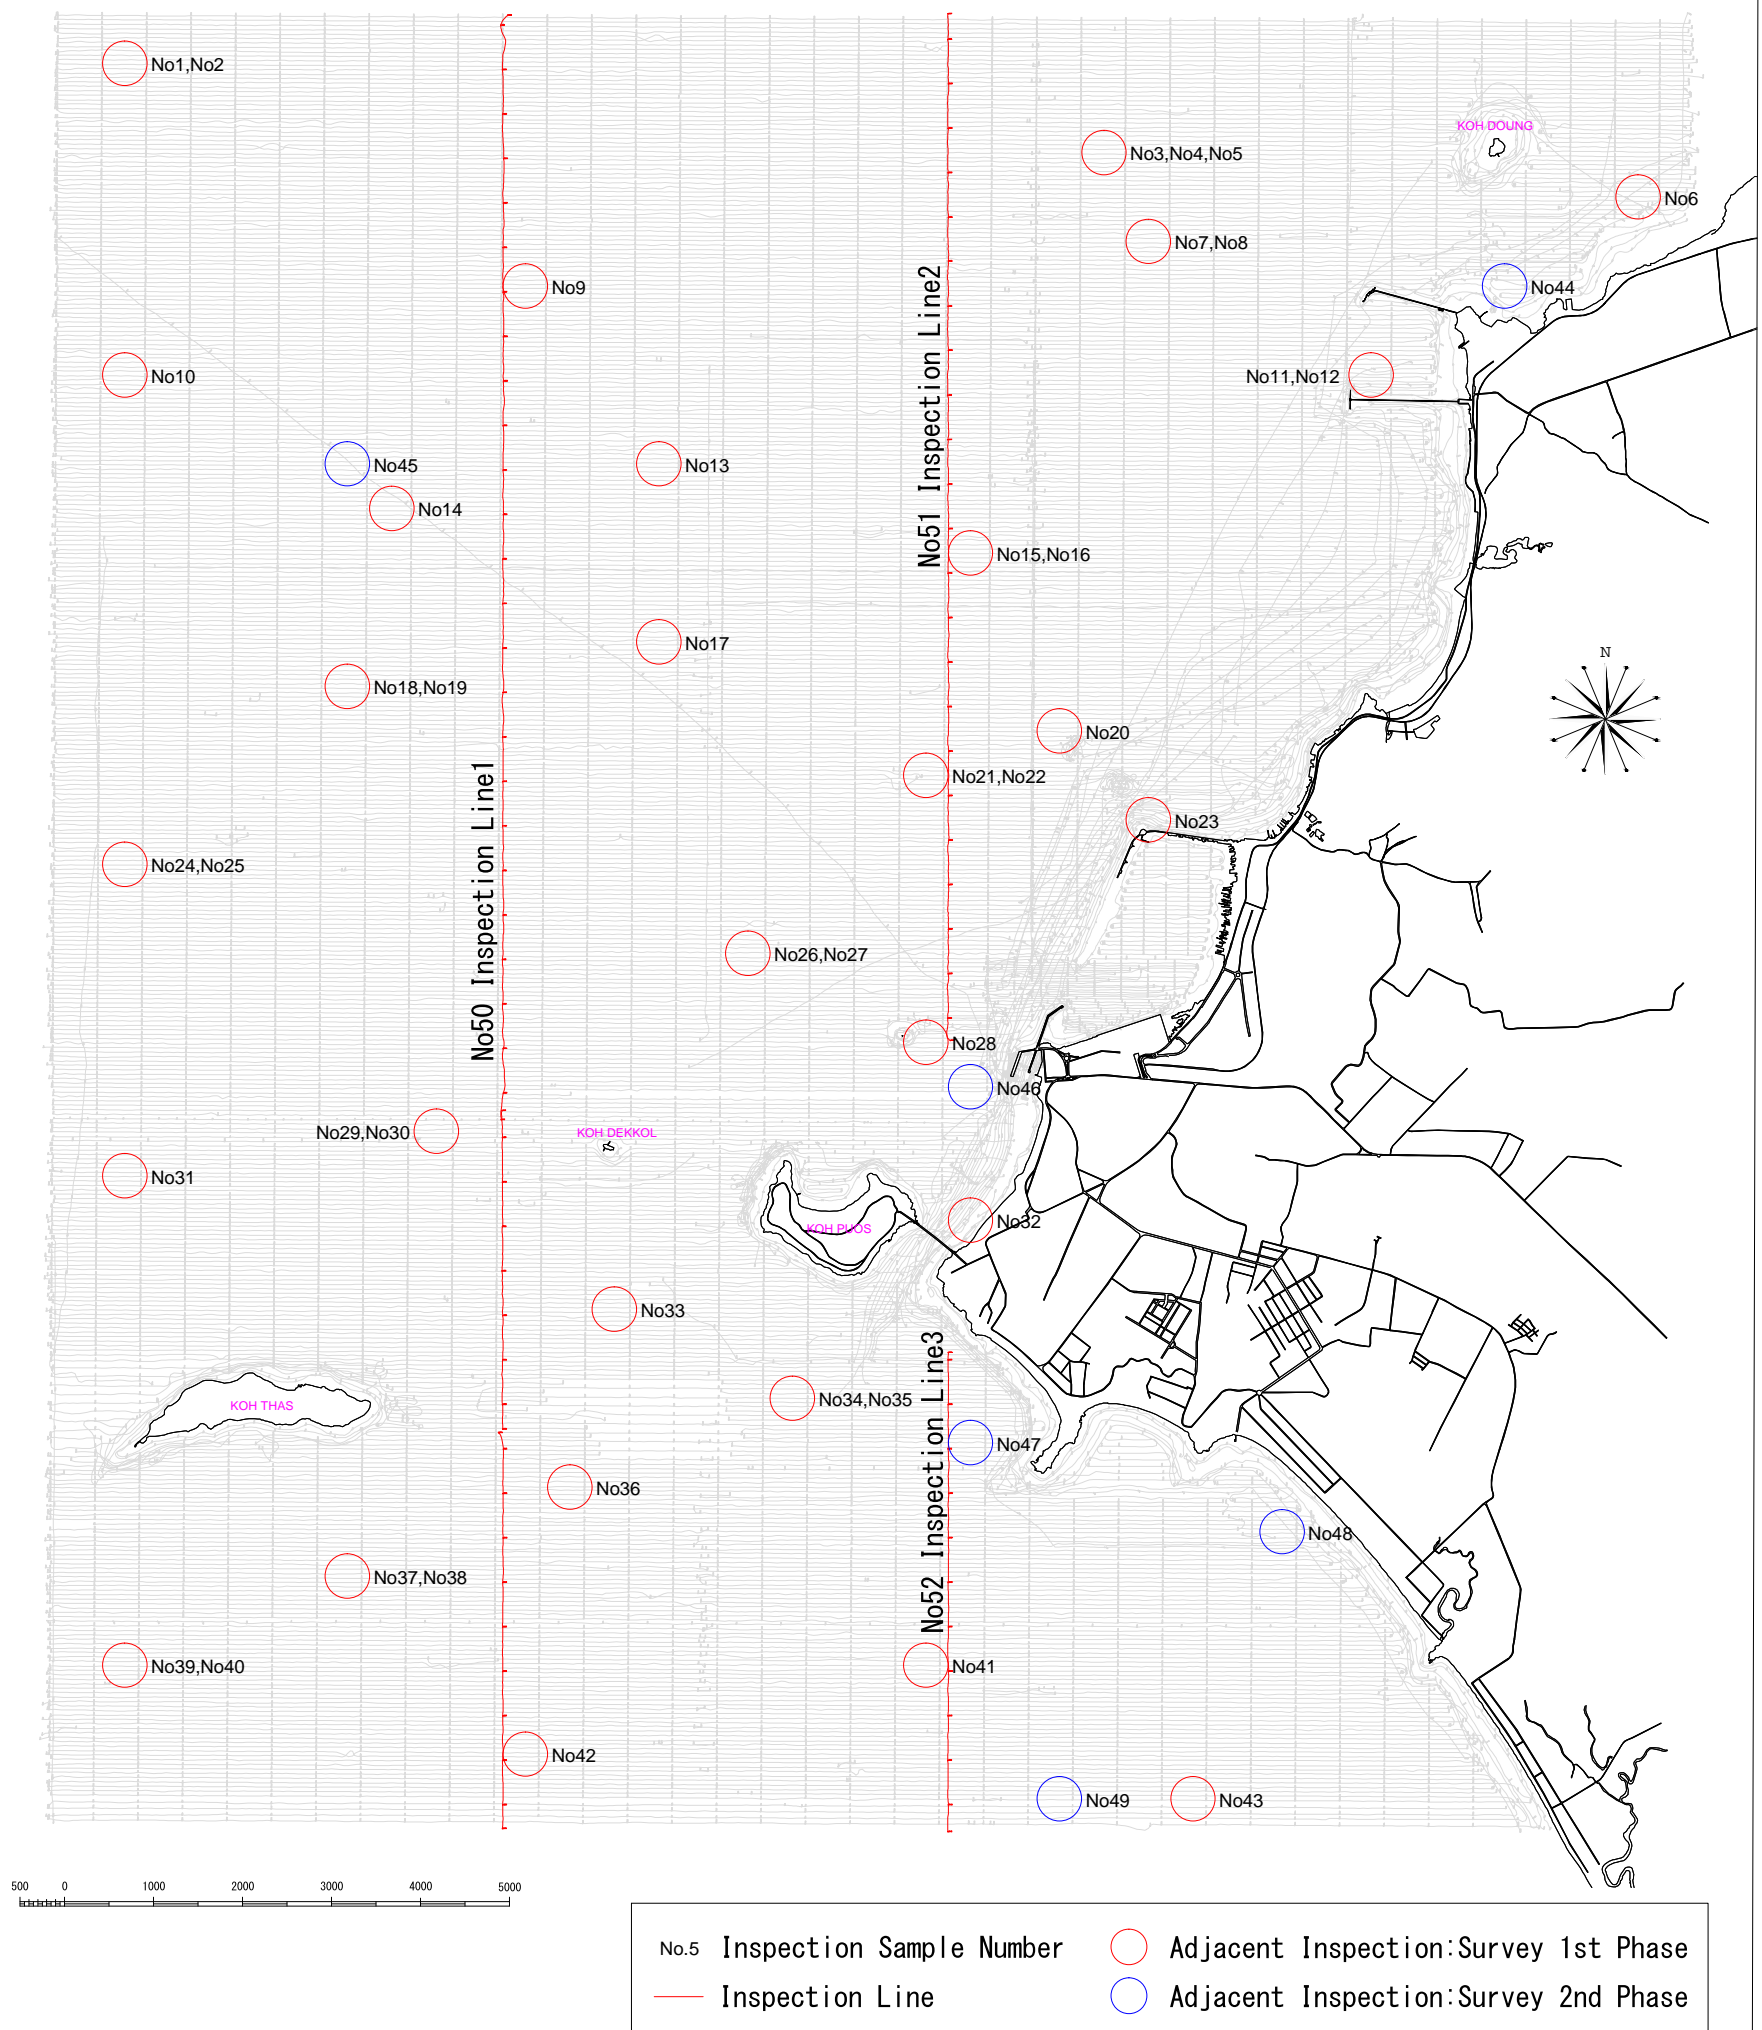 No1,No2
KOH DOUNG
No3,No4,No5
No6
No7,No8
No9
No44
No10
No11,No12
No51 Inspection Line2
No45
No13
No14
No15,No16
No17
N
No18,No19
No20
No21,No22
No50 Inspection Line1
No23
No24,No25
No26,No27
No28
No46
No29,No30
KOH DEKKOL
No31
No32
KOH PUOS
No33
No34,No35
KOH THAS
No52 Inspection Line3
No47
No36
No48
No37,No38
No39,No40
No41
No42
No49
No43
500 0 1000 2000 3000 4000 5000
No.5 Inspection Sample Number
Adjacent Inspection:Survey 1st Phase
Inspection Line
Adjacent Inspection:Survey 2nd Phase